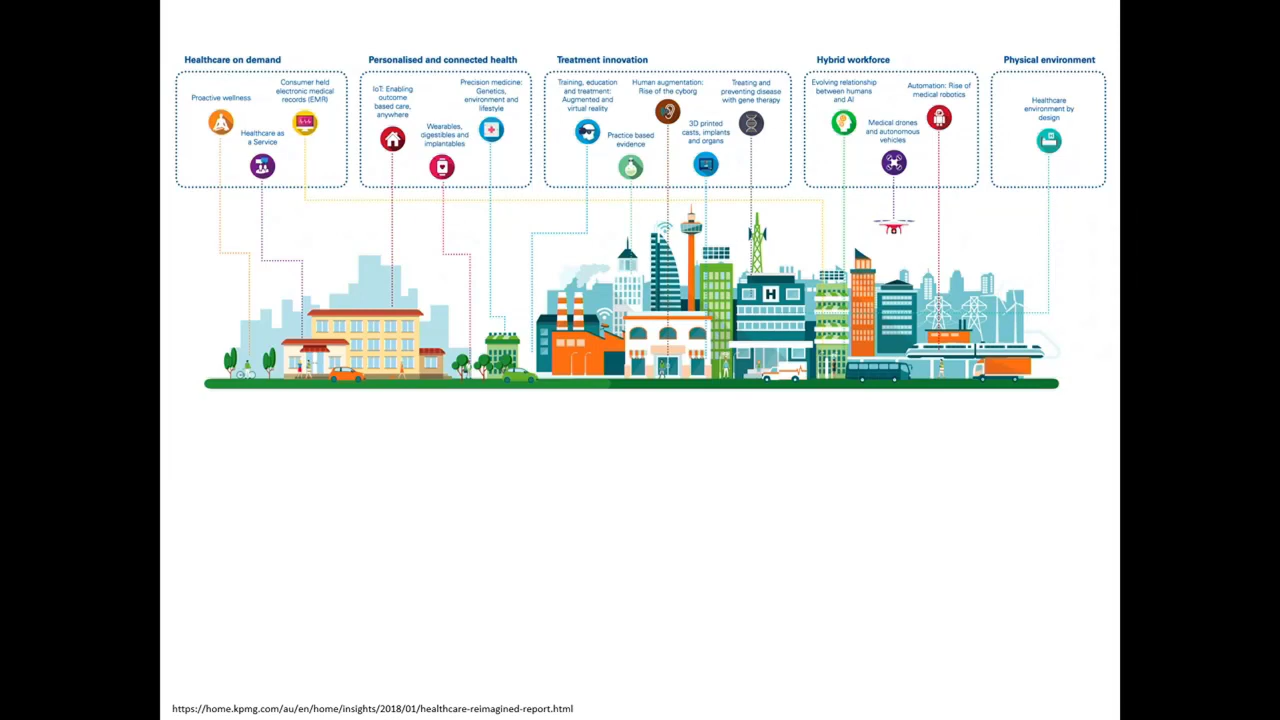 Healthcare on demand
Proactive wellness
Healthcare as
a Service
Consumer held
electronic medical
records (EMR)
Personalised and connected health
IoT: Enabling
outcome
based care,
anywhere
Wearables,
digestibles and
implantables
Precision medicine:
Genetics,
environment and
lifestyle
Treatment innovation
Training, education
and treatment:
Augmented and
virtual reality
Practice based
evidence
Human augmentation:
Rise of the cyborg
3D printed
casts, implants
and organs
Treating and
preventing disease
with gene therapy
Hybrid workforce
Evolving relationship
between humans
and AI
Medical drones
and autonomous
vehicles
Automation: Rise of
medical robotics
Physical environment
Healthcare
environment by
design
H
https://home.kpmg.com/au/en/home/insights/2018/01/healthcare-reimagined-report.html